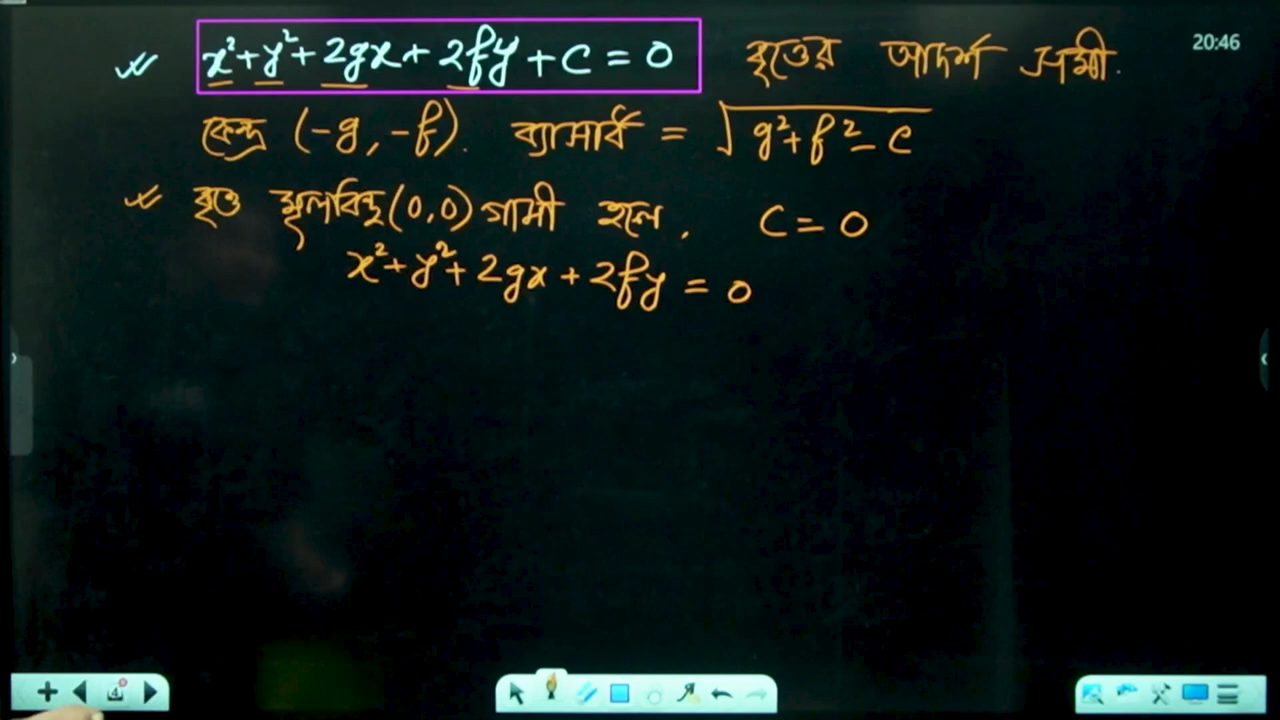 x² + y² + 2gx + 2fy + c = 0 বৃত্তের আদর্শ সমী. 20:46
কেন্দ্র (-g, -f). ব্যাসার্ধ = √(g² + f² - c)
বৃত্ত মূলবিন্দু (0,0) গামী হলে, c = 0
x² + y² + 2gx + 2fy = 0